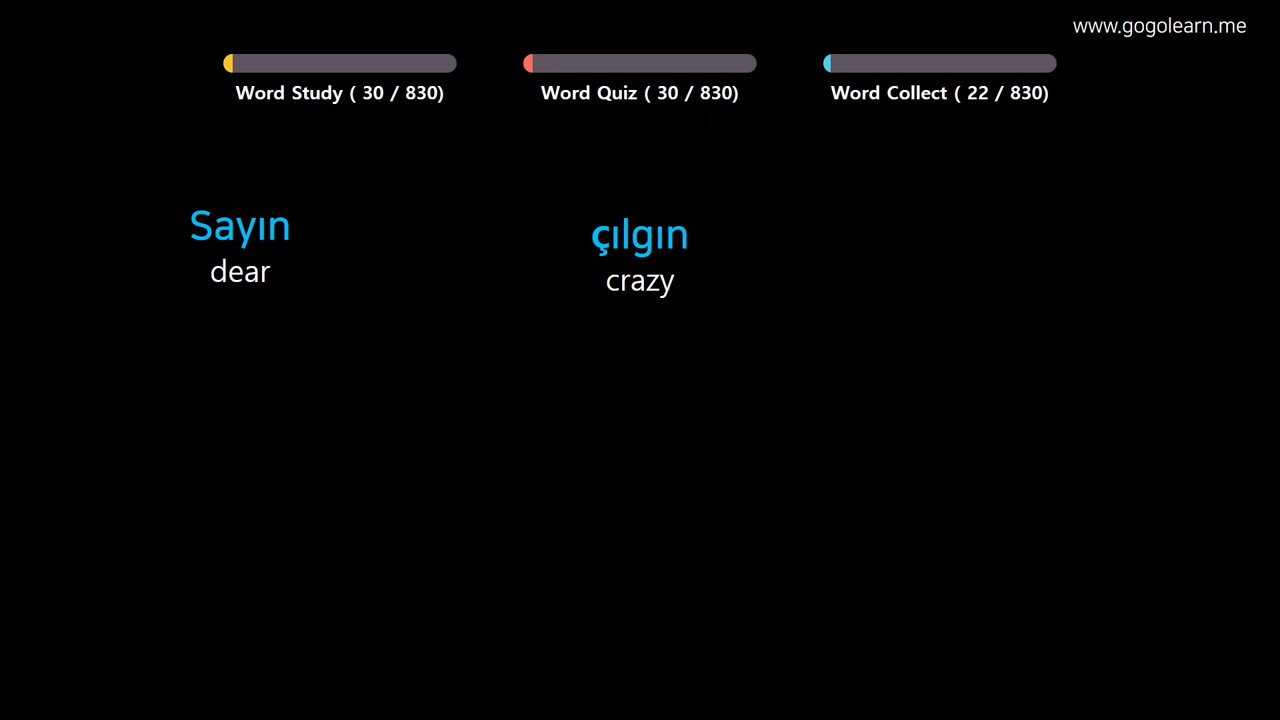 www.gogolearn.me
Word Study ( 30 / 830)
Word Quiz ( 30 / 830)
Word Collect ( 22 / 830)
Sayın
dear
çılgın
crazy